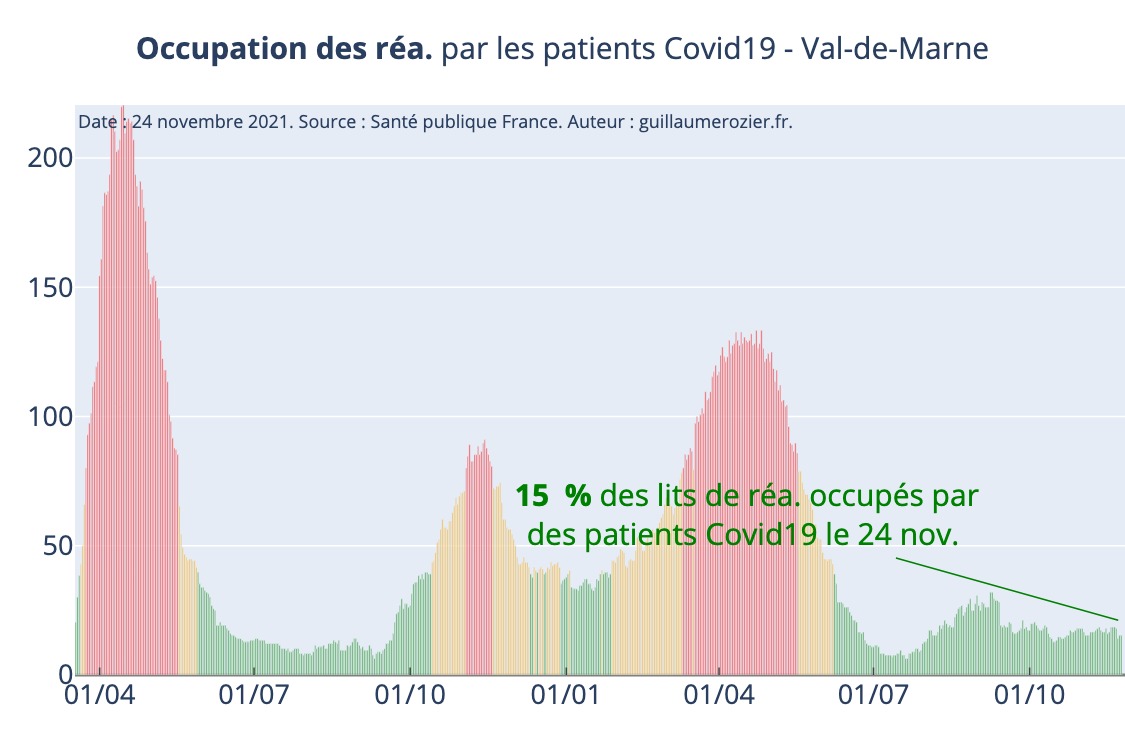 Occupation des réa. par les patients Covid19 - Val-de-Marne
Date : 24 novembre 2021. Source : Santé publique France. Auteur : guillaumerozier.fr.
200
150
100
50
0
15 % des lits de réa. occupés par
des patients Covid19 le 24 nov.
01/04 01/07 01/10 01/01 01/04 01/07 01/10